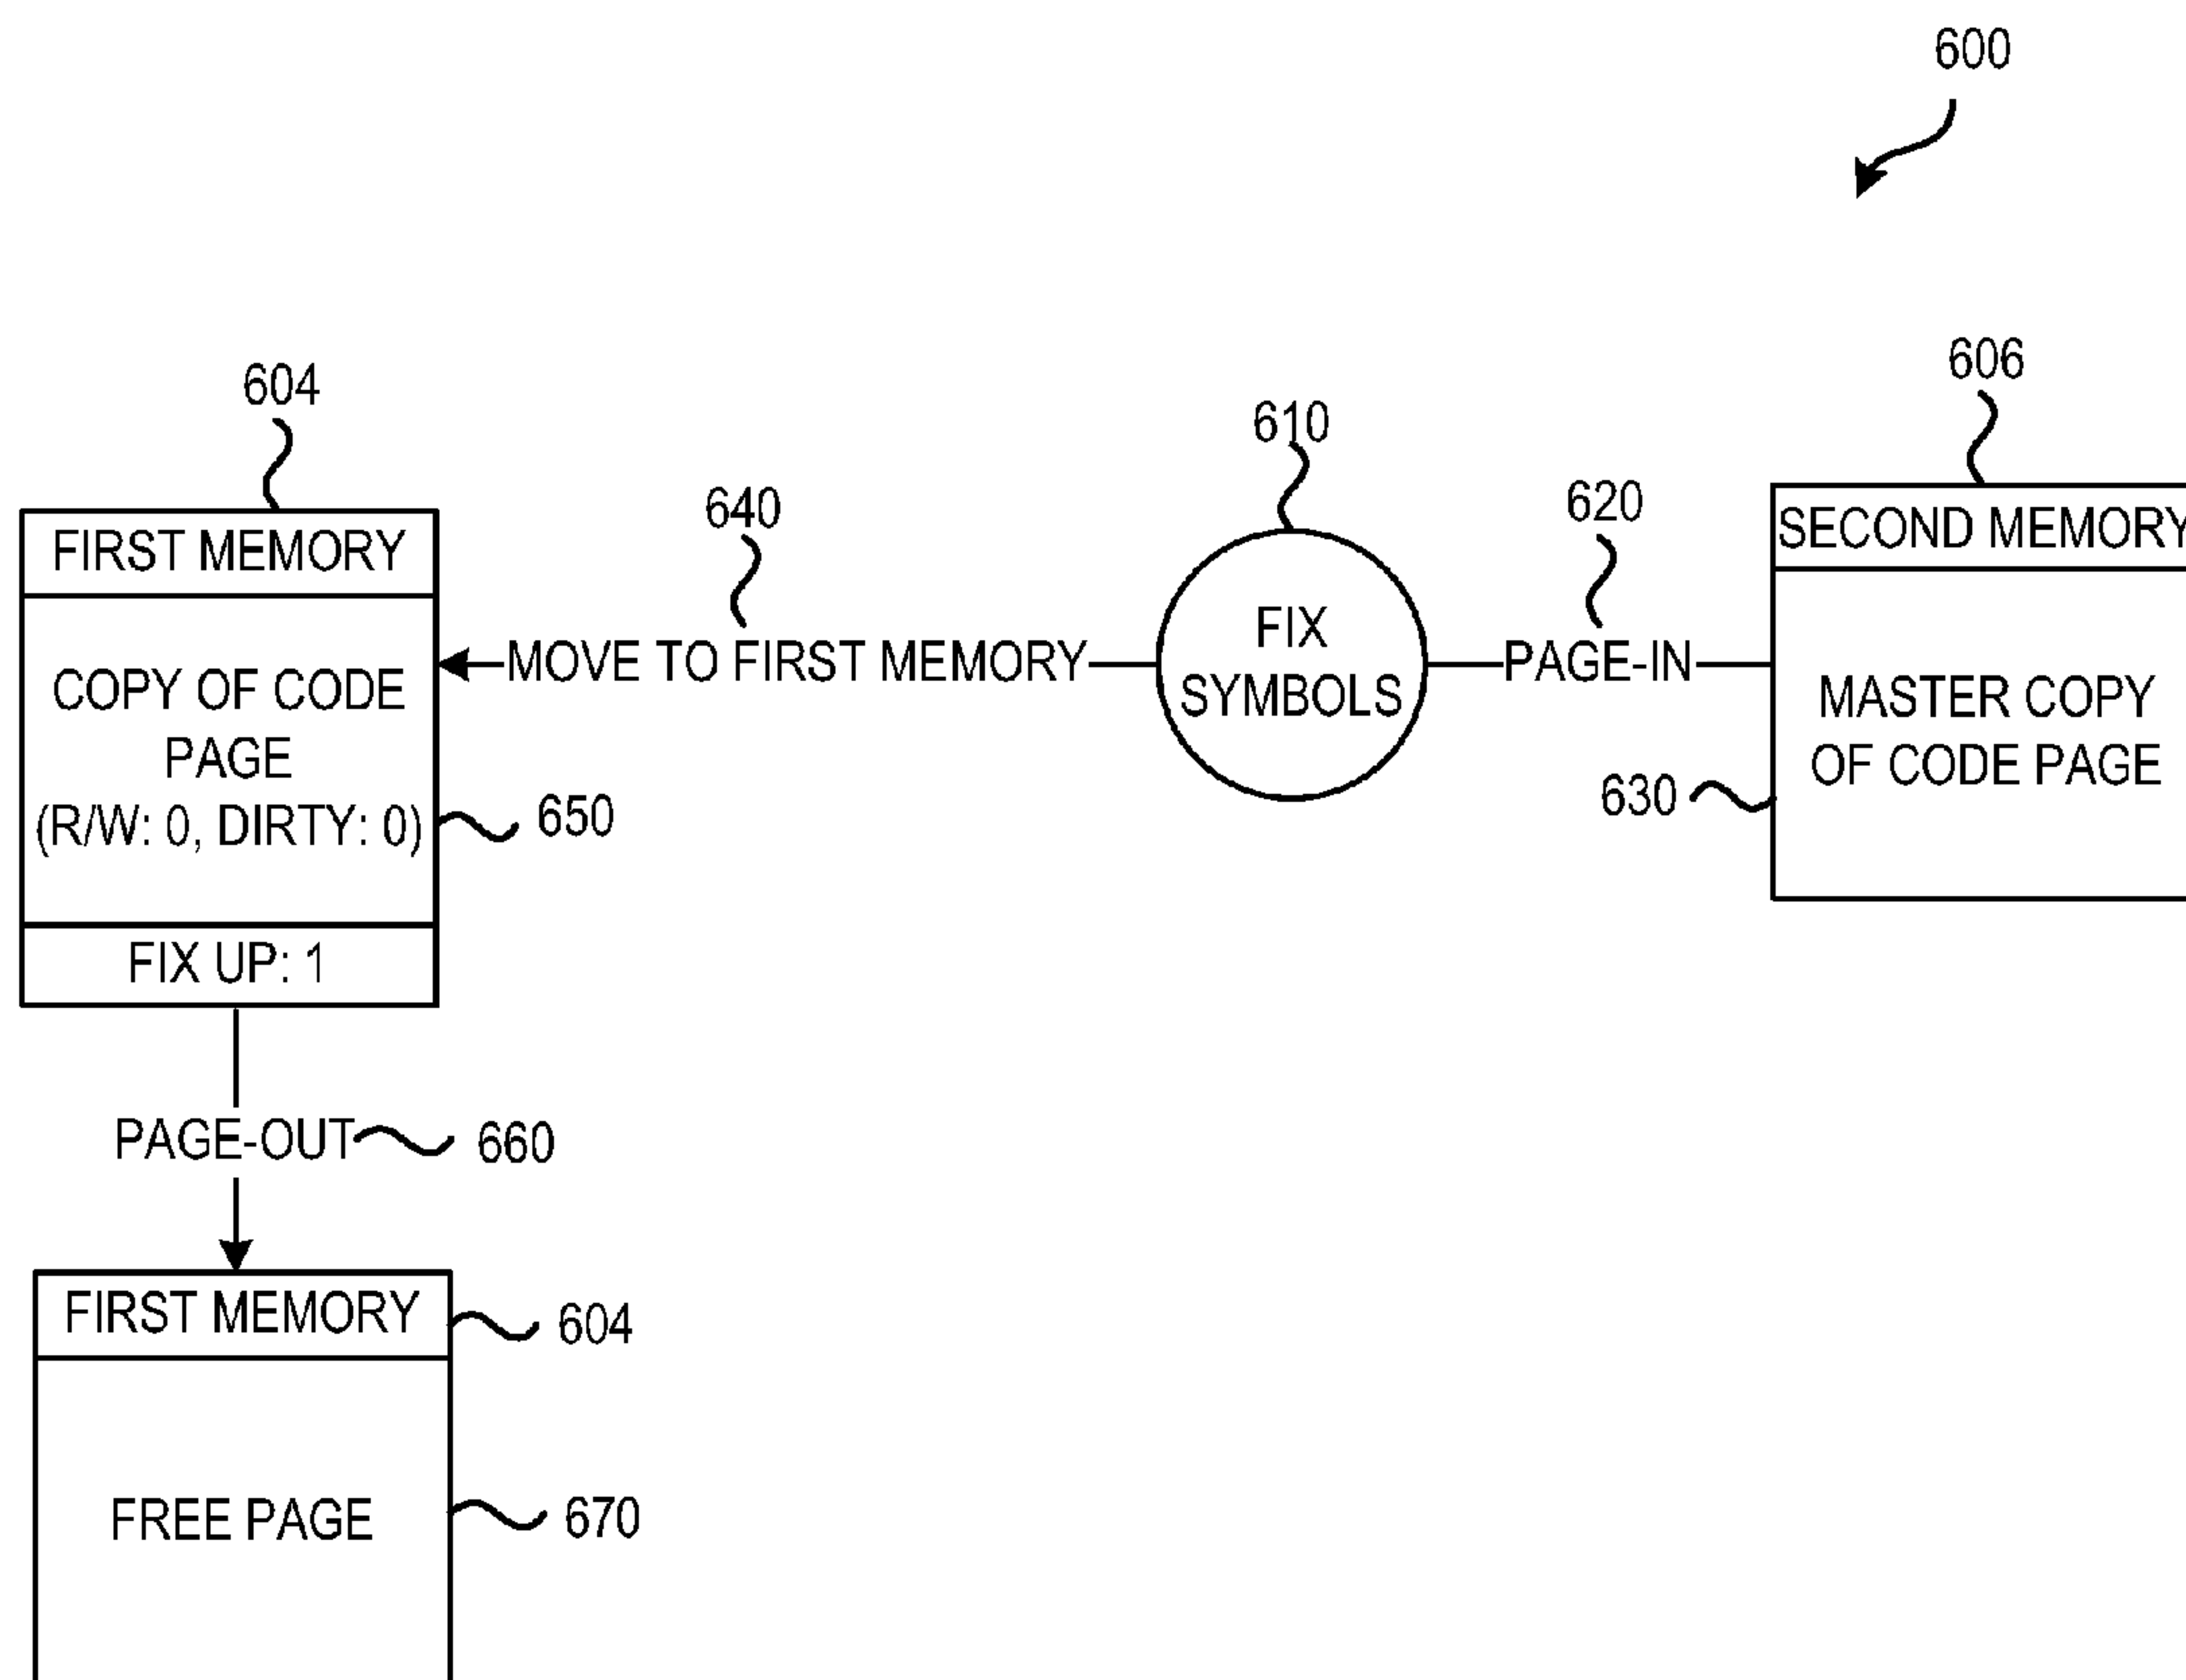 600
604
FIRST MEMORY
COPY OF CODE
PAGE
(R/W: 0, DIRTY: 0)
650
FIX UP: 1
640
MOVE TO FIRST MEMORY
610
FIX
SYMBOLS
620
PAGE-IN
606
SECOND MEMORY
MASTER COPY
OF CODE PAGE
630
PAGE-OUT
660
FIRST MEMORY
604
FREE PAGE
670